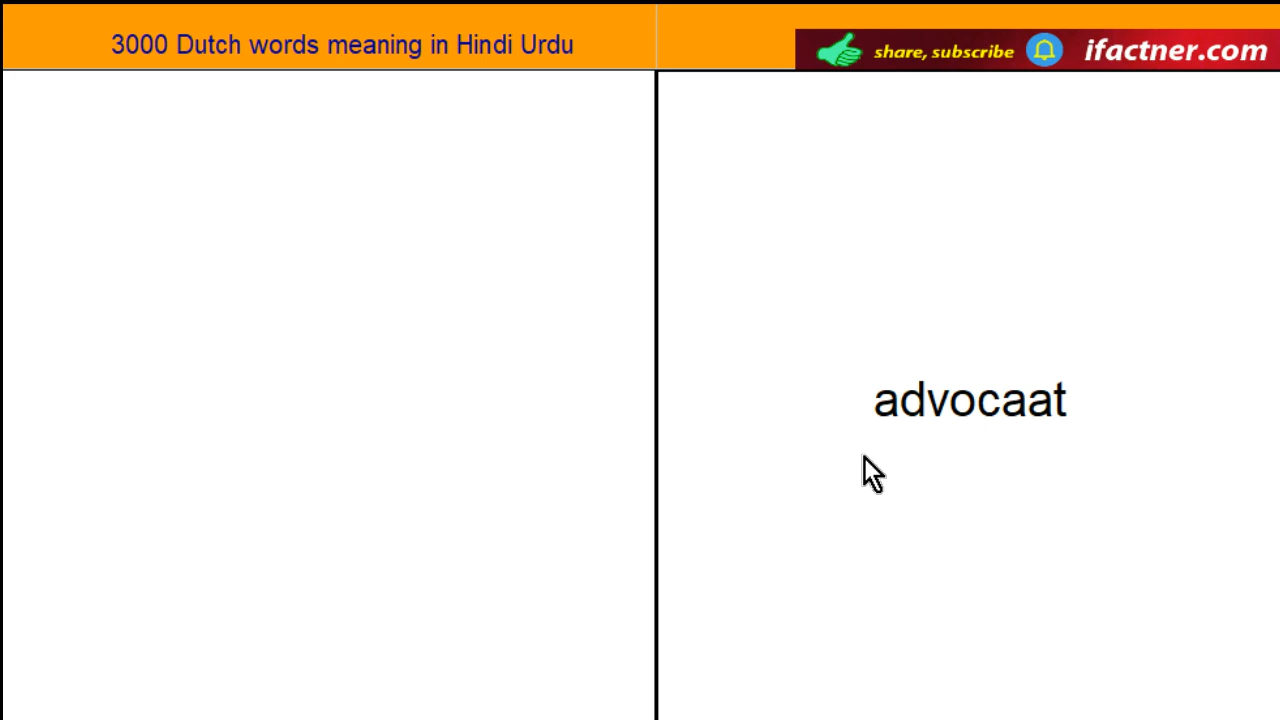 3000 Dutch words meaning in Hindi Urdu
share, subscribe
ifactner.com
advocaat